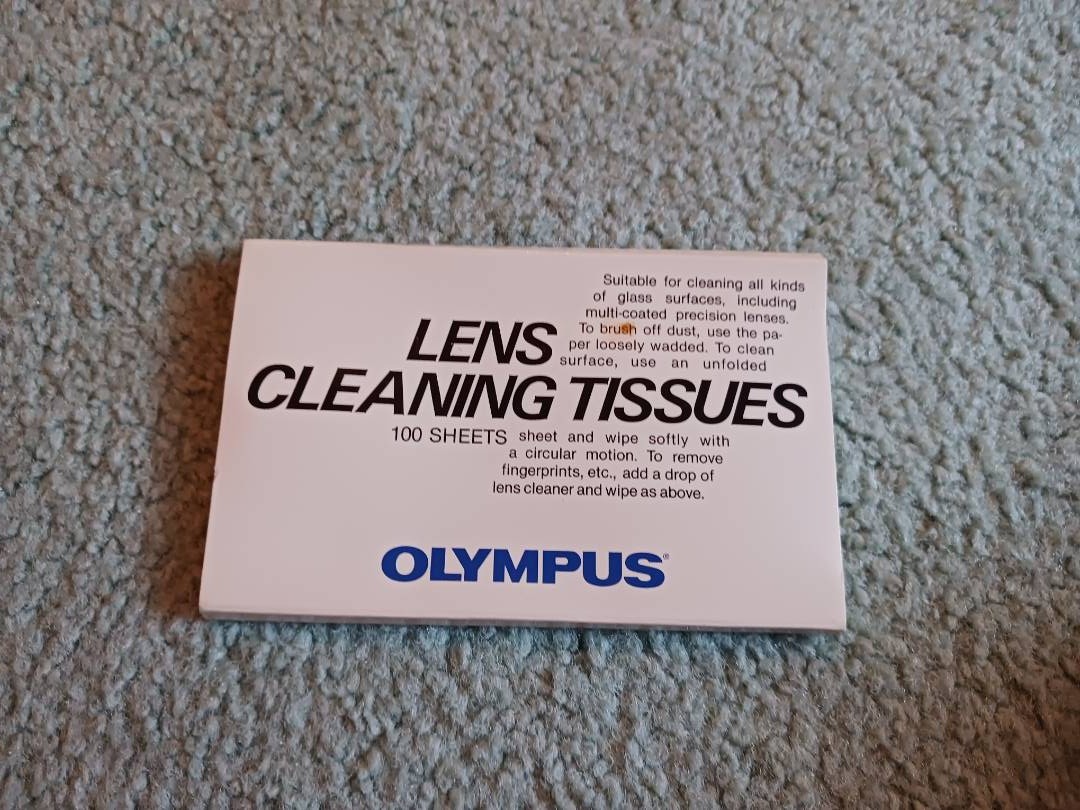 Suitable for cleaning all kinds
of glass surfaces, including
multi-coated precision lenses.
To brush off dust, use the pa-
per loosely wadded. To clean
surface, use an unfolded
LENS
CLEANING TISSUES
100 SHEETS
sheet and wipe softly with
a circular motion. To remove
fingerprints, etc., add a drop of
lens cleaner and wipe as above.
OLYMPUS®